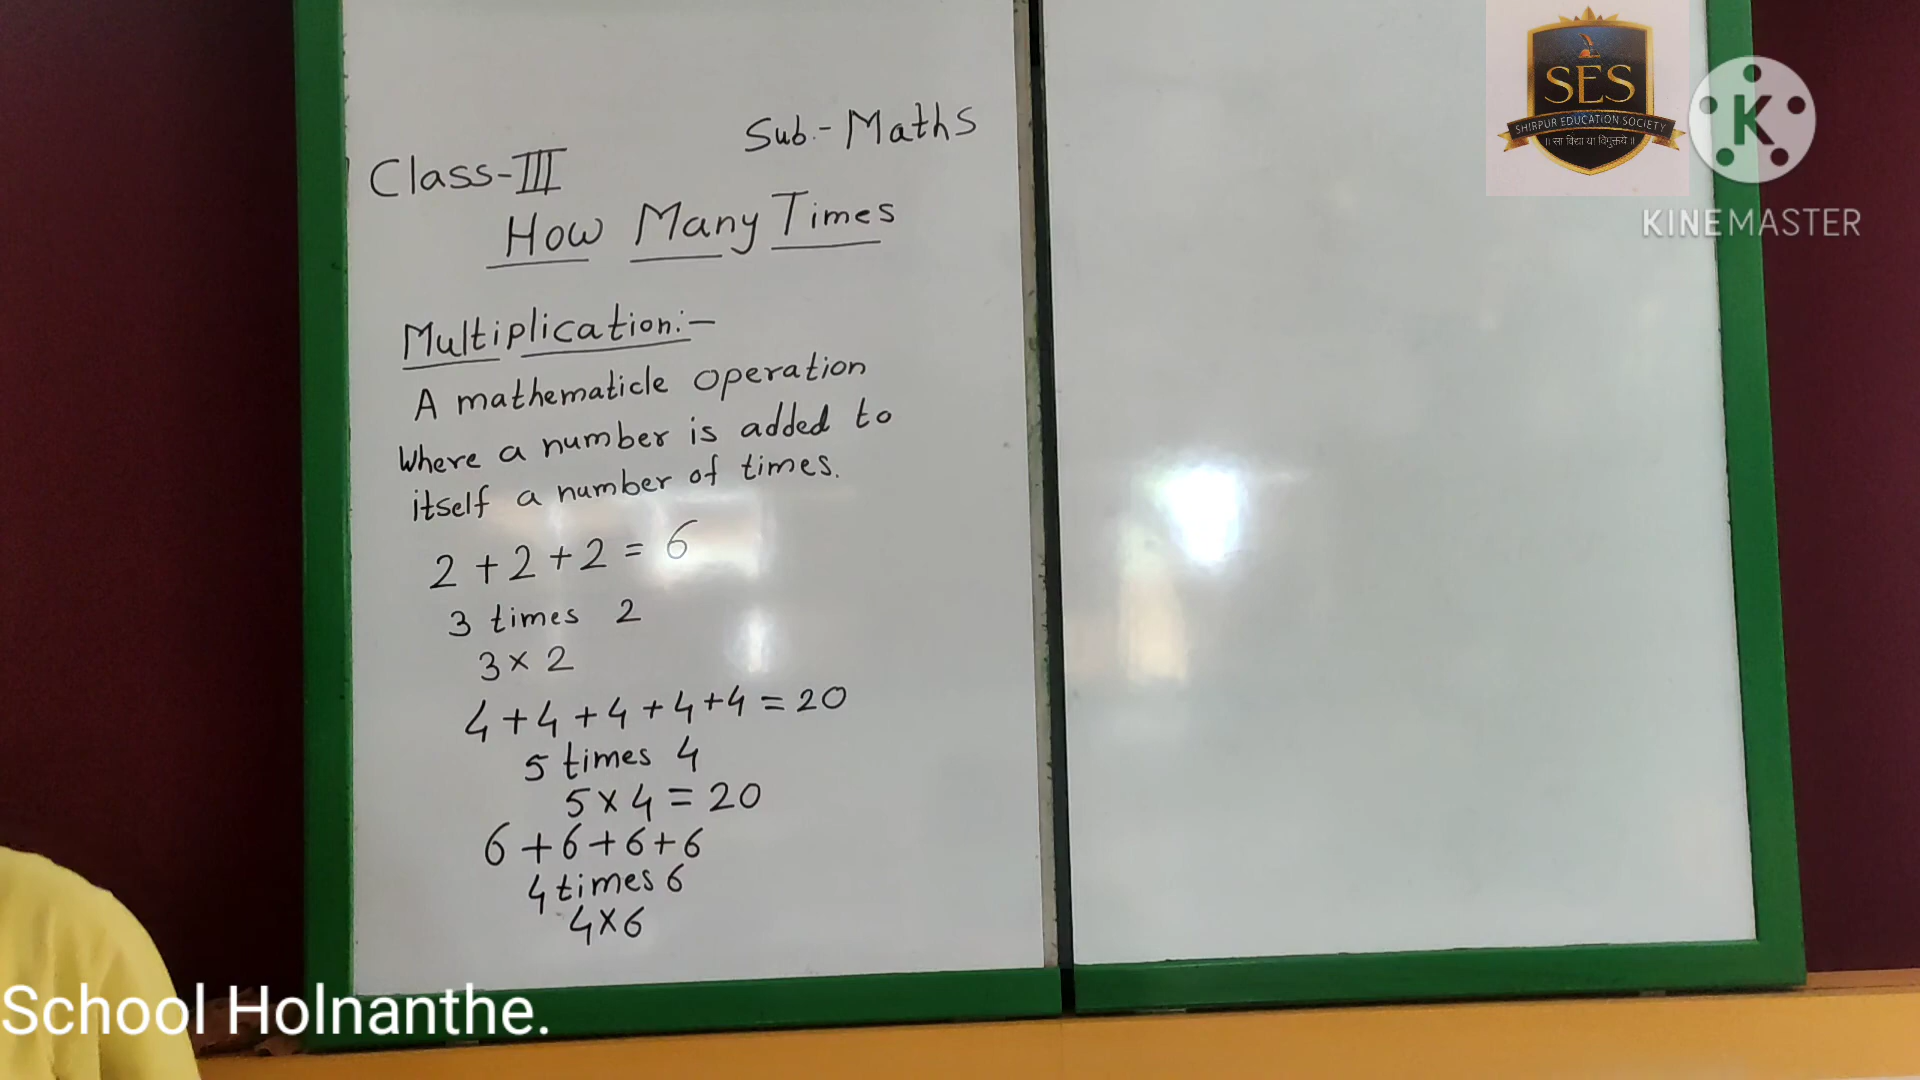 Sub.- Maths
Class-III
How Many Times
Multiplication:-
A mathematicle operation
Where a number is added to
itself a number of times.
2 + 2 + 2 = 6
3 times 2
3 × 2
4 + 4 + 4 + 4 + 4 = 20
5 times 4
5 × 4 = 20
6 + 6 + 6 + 6
4 times 6
4 × 6
SES
SHIRPUR EDUCATION SOCIETY
॥ सा विद्या या विमुक्तये ॥
K
KINEMASTER
School Holnanthe.